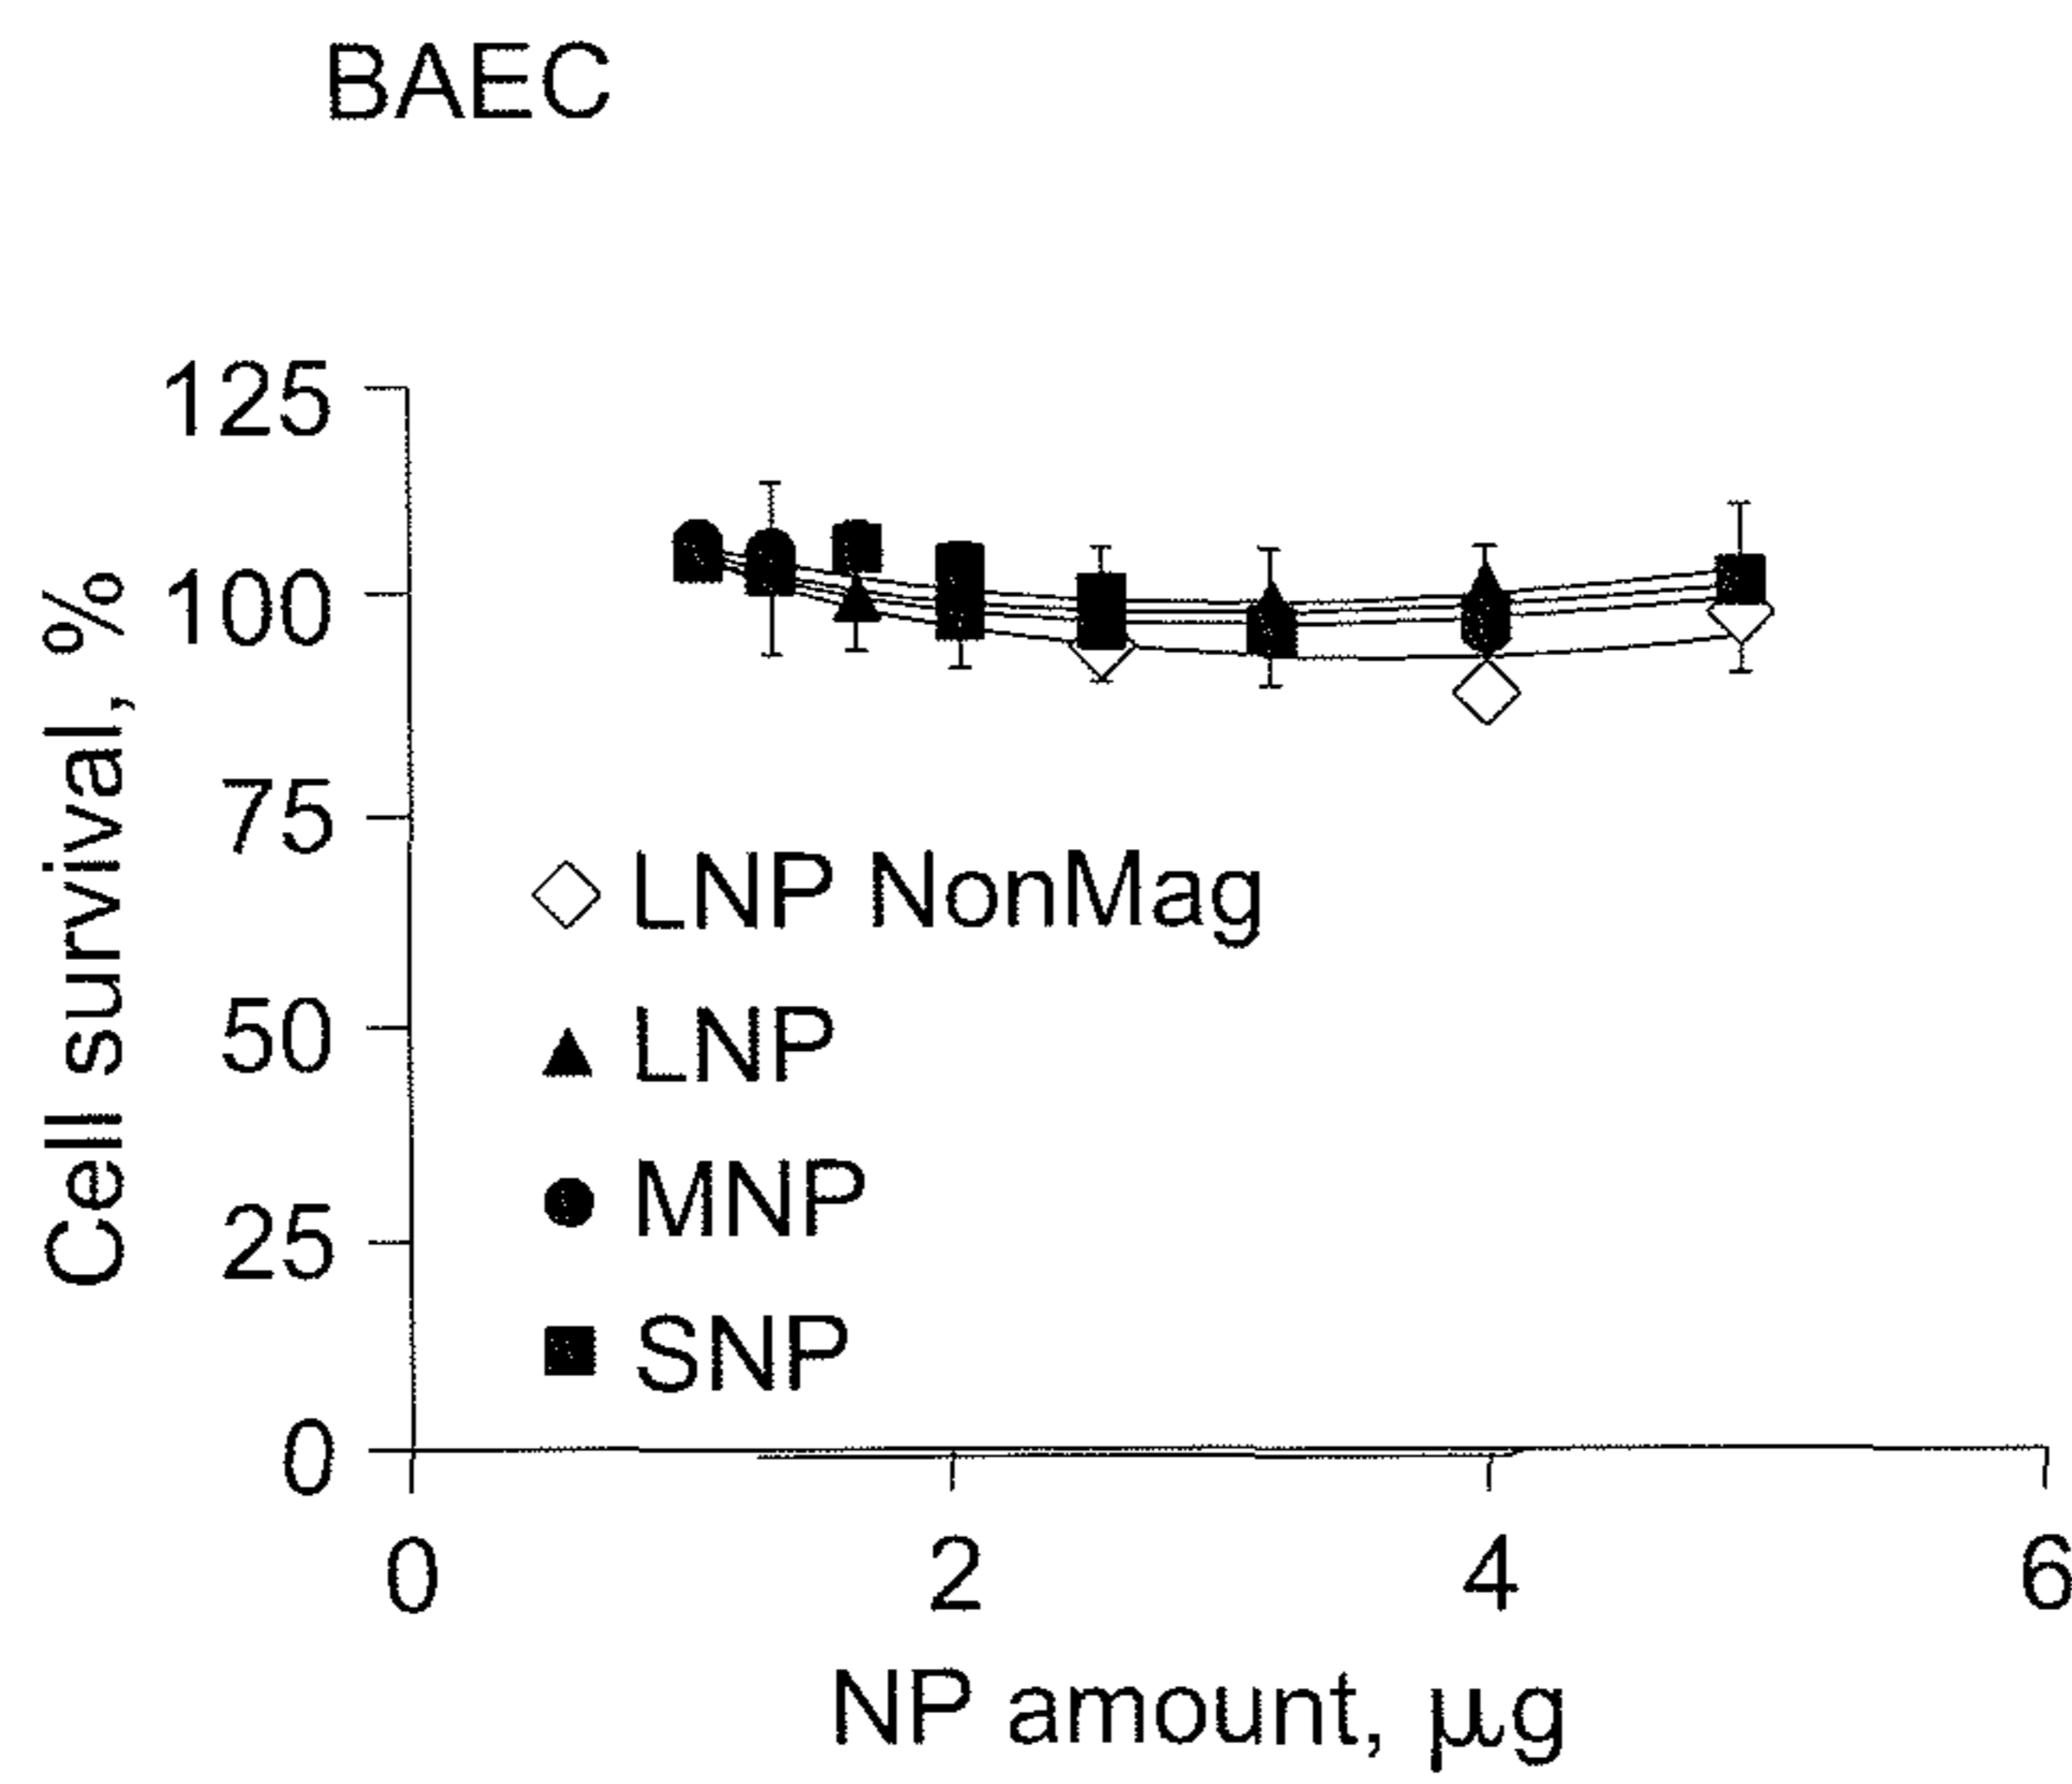 BAEC
125
100
75
50
25
0
Cell survival, %
LNP NonMag
LNP
MNP
SNP
0 2 4 6
NP amount, µg